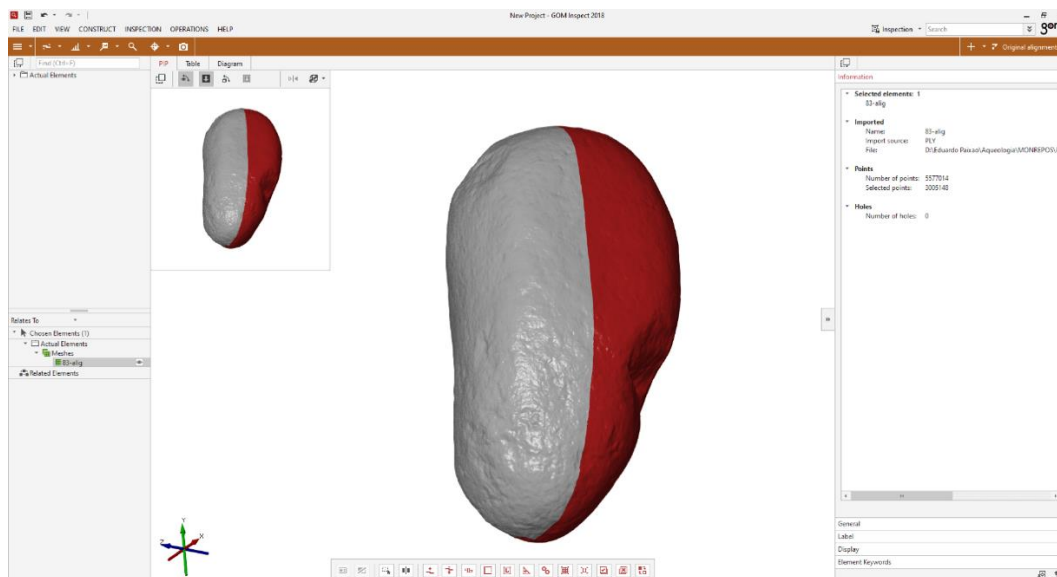 New Project - GOM Inspect 2018
FILE EDIT VIEW CONSTRUCT INSPECTION OPERATIONS HELP
Inspection
Search
gom
Original alignment
Find (Ctrl+F)
Actual Elements
PIP Table Diagram
Information
Selected elements: 1
83-alig
Imported
Name: 83-alig
Import source: PLY
File: D:\Eduardo Paixao\Aqueologia\MONREPOS\
Points
Number of points: 5577014
Selected points: 3005148
Holes
Number of holes: 0
Relates To
Chosen Elements (1)
Actual Elements
Meshes
83-alig
Related Elements
Y
X
Z
General
Label
Display
Element Keywords